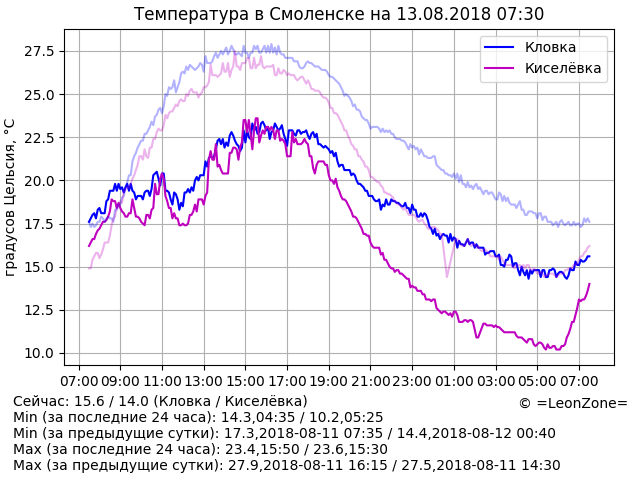 Температура в Смоленске на 13.08.2018 07:30
градусов Цельсия, °C
27.5
25.0
22.5
20.0
17.5
15.0
12.5
10.0
Кловка
Киселёвка
07:00 09:00 11:00 13:00 15:00 17:00 19:00 21:00 23:00 01:00 03:00 05:00 07:00
Сейчас: 15.6 / 14.0 (Кловка / Киселёвка)
© =LeonZone=
Min (за последние 24 часа): 14.3,04:35 / 10.2,05:25
Min (за предыдущие сутки): 17.3,2018-08-11 07:35 / 14.4,2018-08-12 00:40
Max (за последние 24 часа): 23.4,15:50 / 23.6,15:30
Max (за предыдущие сутки): 27.9,2018-08-11 16:15 / 27.5,2018-08-11 14:30